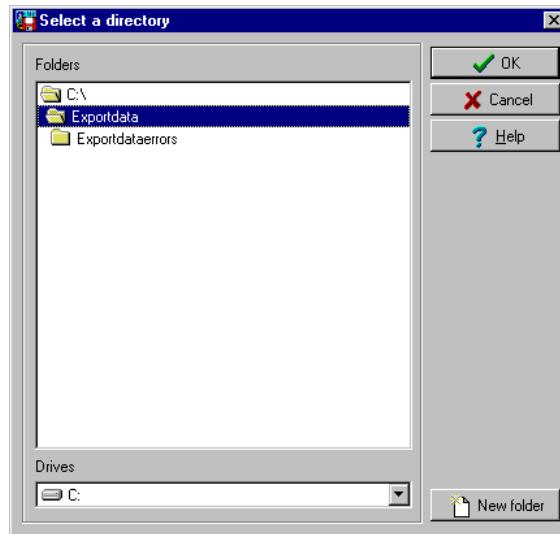 Select a directory
Folders
C:\
Exportdata
Exportdataerrors
Drives
C:
OK
Cancel
Help
New folder